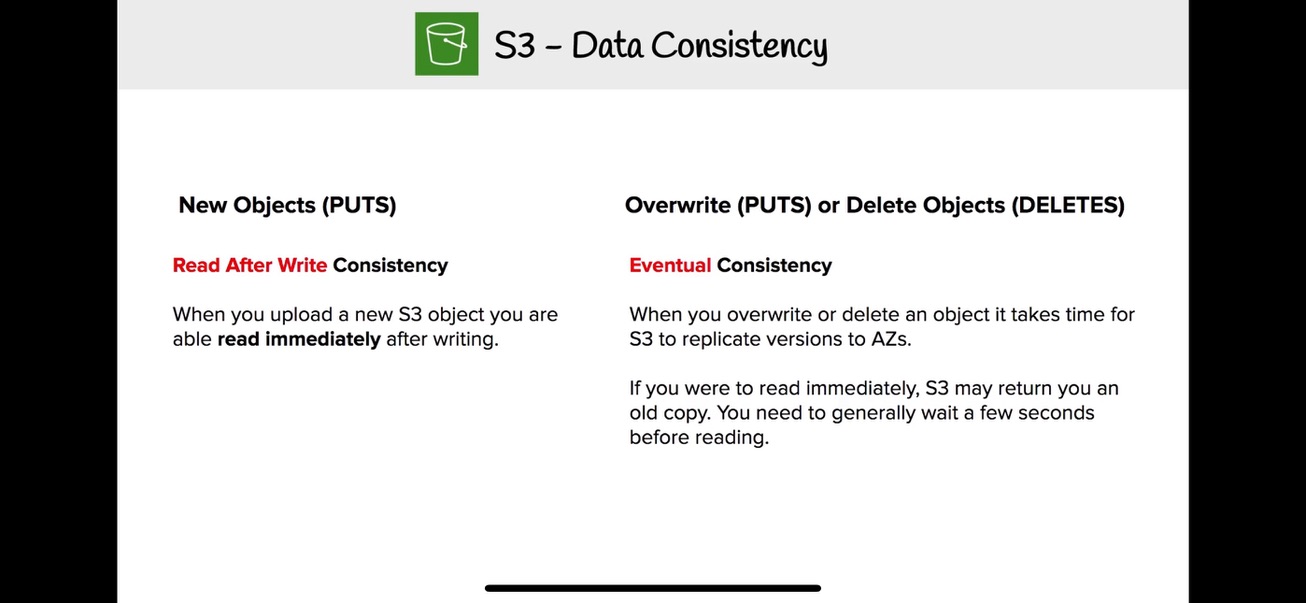 S3 - Data Consistency
New Objects (PUTS)
Read After Write Consistency
When you upload a new S3 object you are
able read immediately after writing.
Overwrite (PUTS) or Delete Objects (DELETES)
Eventual Consistency
When you overwrite or delete an object it takes time for
S3 to replicate versions to AZs.
If you were to read immediately, S3 may return you an
old copy. You need to generally wait a few seconds
before reading.